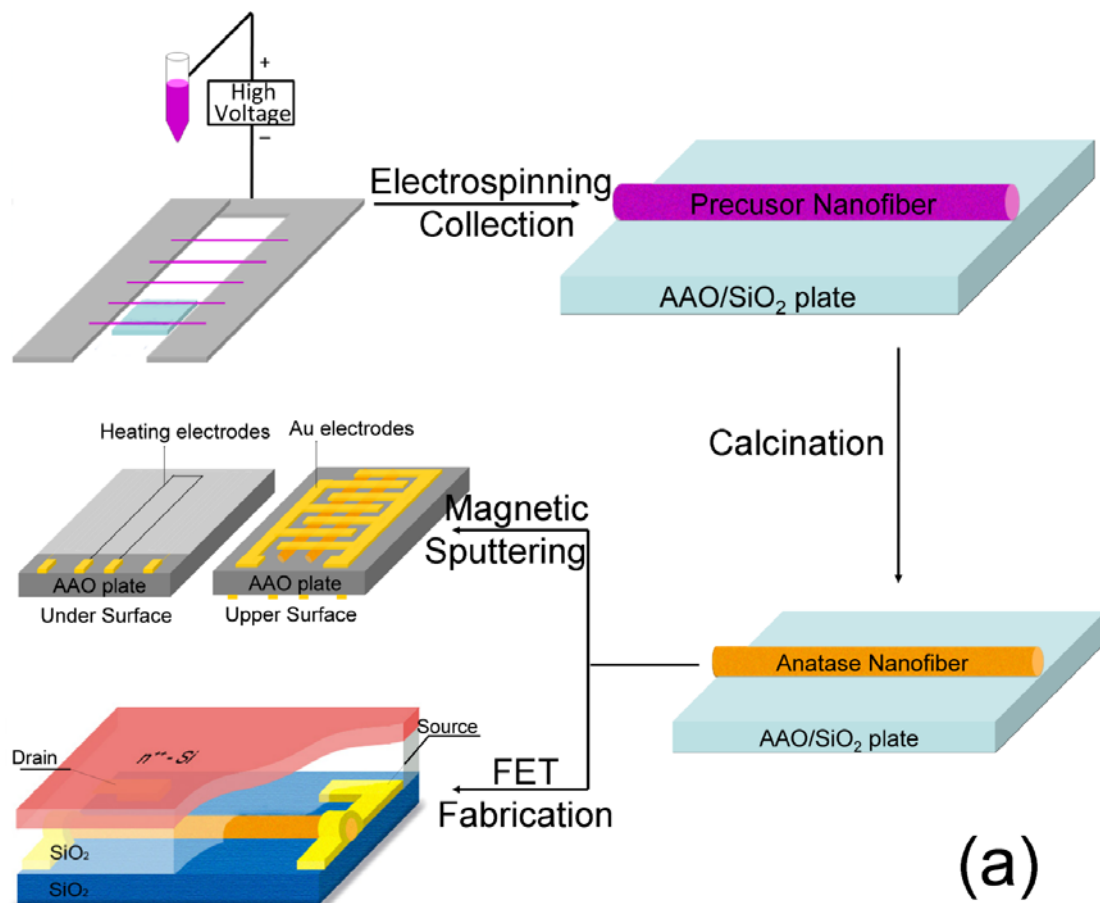 +
High
Voltage
−
Electrospinning
Collection
Precusor Nanofiber
AAO/SiO₂ plate
Calcination
Heating electrodes
Au electrodes
AAO plate
Under Surface
AAO plate
Upper Surface
Magnetic
Sputtering
Anatase Nanofiber
AAO/SiO₂ plate
Drain
n⁺⁺- Si
Source
SiO₂
SiO₂
FET
Fabrication
(a)